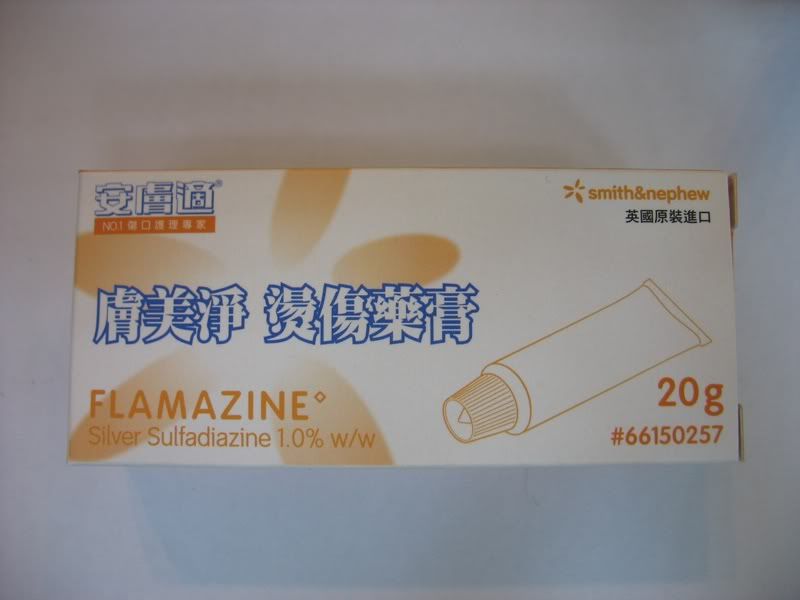 安膚適®
NO.1 傷口護理專家
smith&nephew
英國原裝進口
膚美淨 燙傷藥膏
FLAMAZINE◇
Silver Sulfadiazine 1.0% w/w
20g
#66150257